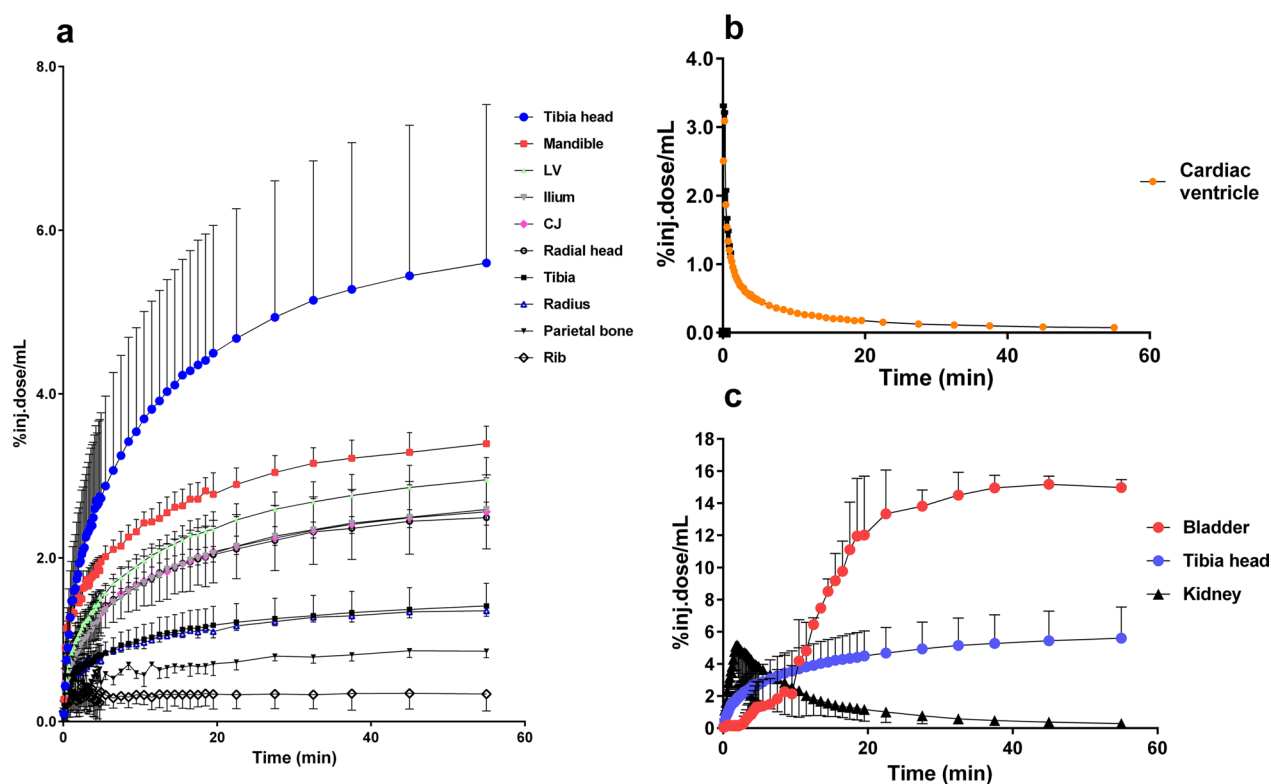 a
%inj.dose/mL
8.0
6.0
4.0
2.0
0.0
0
20
40
60
Time (min)
Tibia head
Mandible
LV
Ilium
CJ
Radial head
Tibia
Radius
Parietal bone
Rib
b
%inj.dose/mL
4.0
3.0
2.0
1.0
0.0
0
20
40
60
Time (min)
Cardiac
ventricle
c
%inj.dose/mL
18
16
14
12
10
8
6
4
2
0
0
20
40
60
Time (min)
Bladder
Tibia head
Kidney